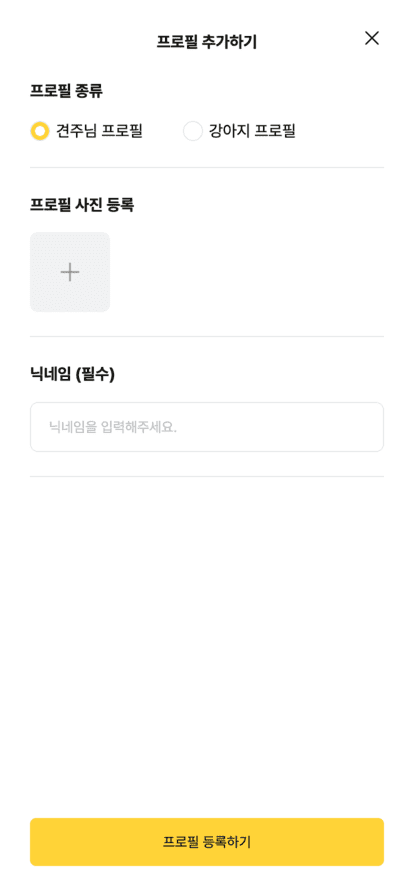 프로필 추가하기
프로필 종류
견주님 프로필 강아지 프로필
프로필 사진 등록
닉네임 (필수)
닉네임을 입력해주세요.
프로필 등록하기